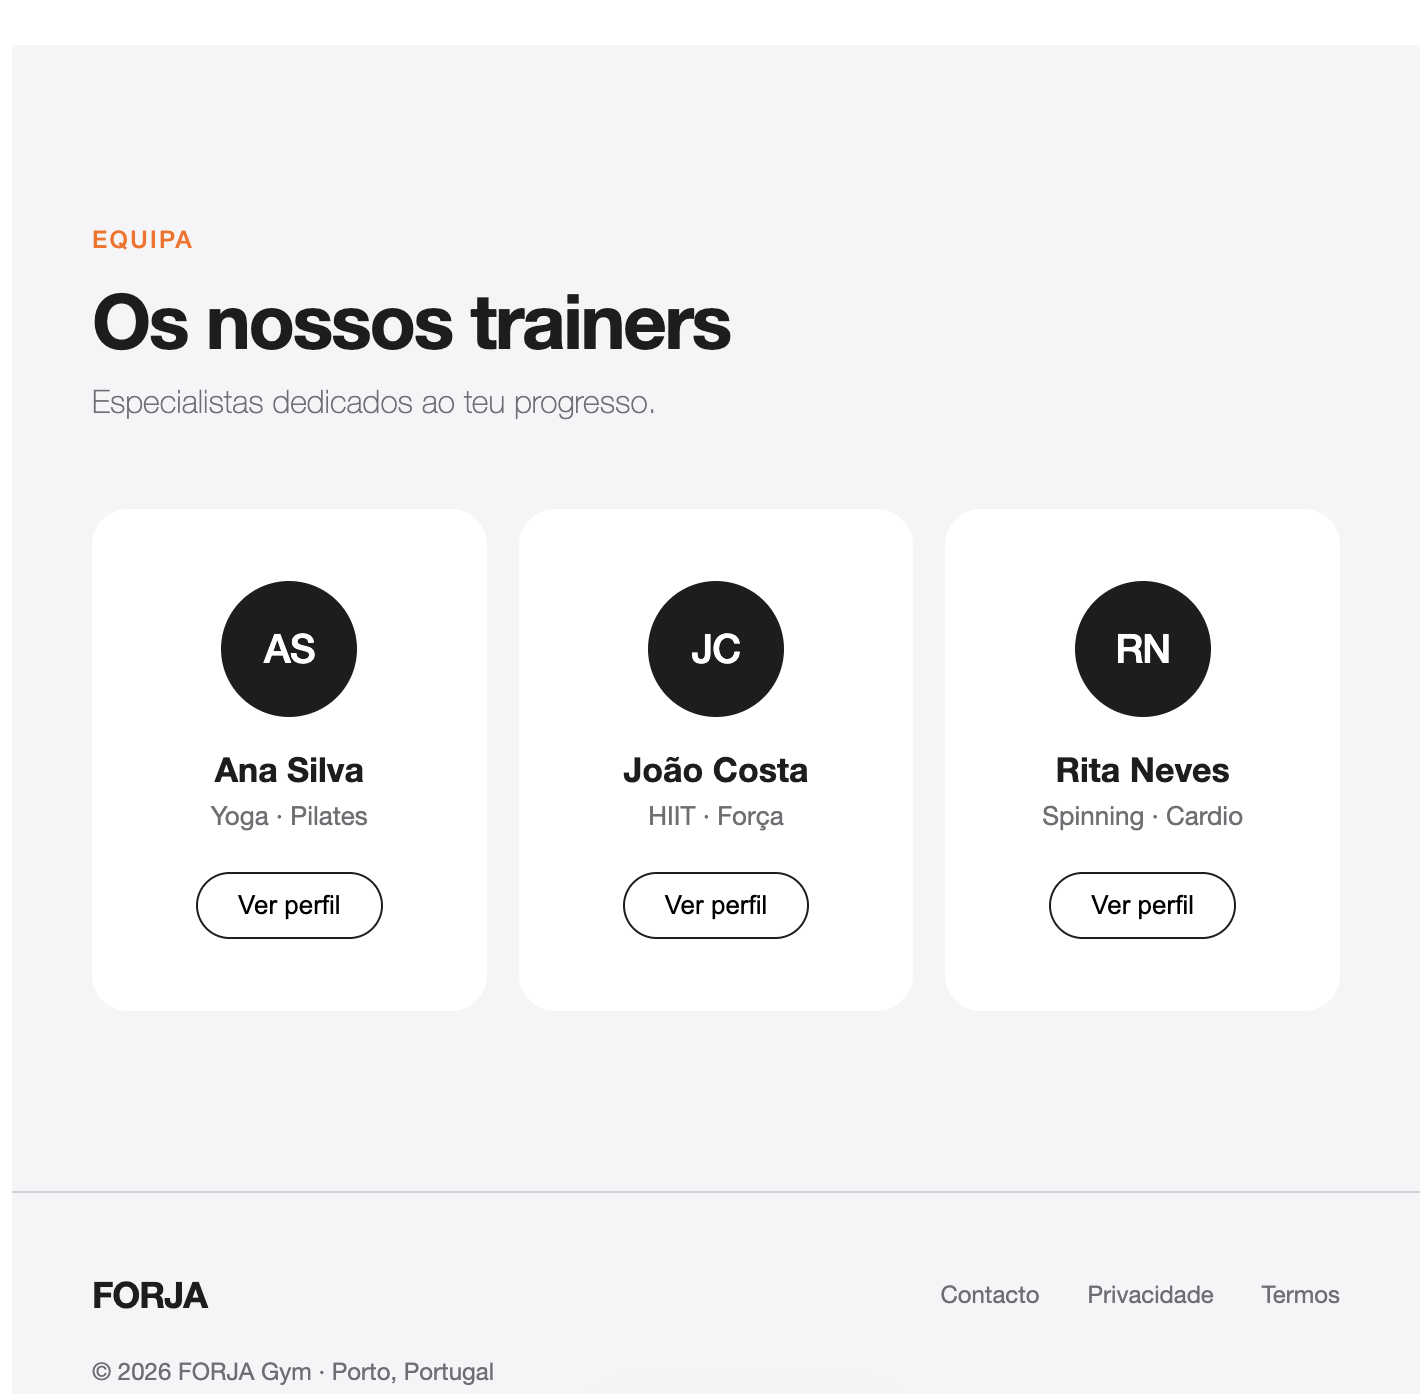 EQUIPA
Os nossos trainers
Especialistas dedicados ao teu progresso.
AS
JC
RN
Ana Silva
João Costa
Rita Neves
Yoga · Pilates
HIIT · Força
Spinning · Cardio
Ver perfil
Ver perfil
Ver perfil
FORJA
Contacto
Privacidade
Termos
© 2026 FORJA Gym · Porto, Portugal